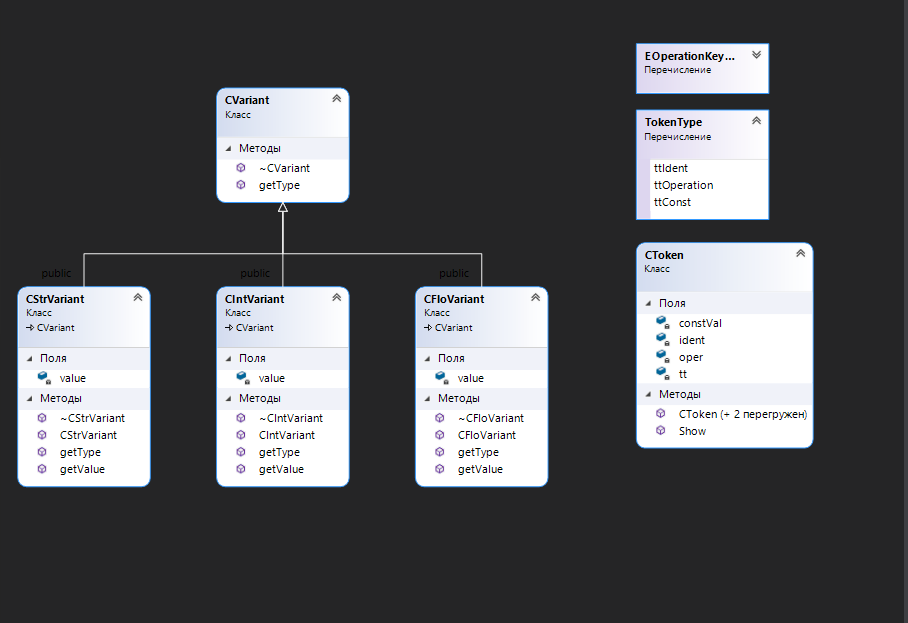 CVariant
Класс
Методы
~CVariant
getType
public
public
public
CStrVariant
Класс
CVariant
Поля
value
Методы
~CStrVariant
CStrVariant
getType
getValue
CIntVariant
Класс
CVariant
Поля
value
Методы
~CIntVariant
CIntVariant
getType
getValue
CFloVariant
Класс
CVariant
Поля
value
Методы
~CFloVariant
CFloVariant
getType
getValue
EOperationKey...
Перечисление
TokenType
Перечисление
ttIdent
ttOperation
ttConst
CToken
Класс
Поля
constVal
ident
oper
tt
Методы
CToken (+ 2 перегружен)
Show